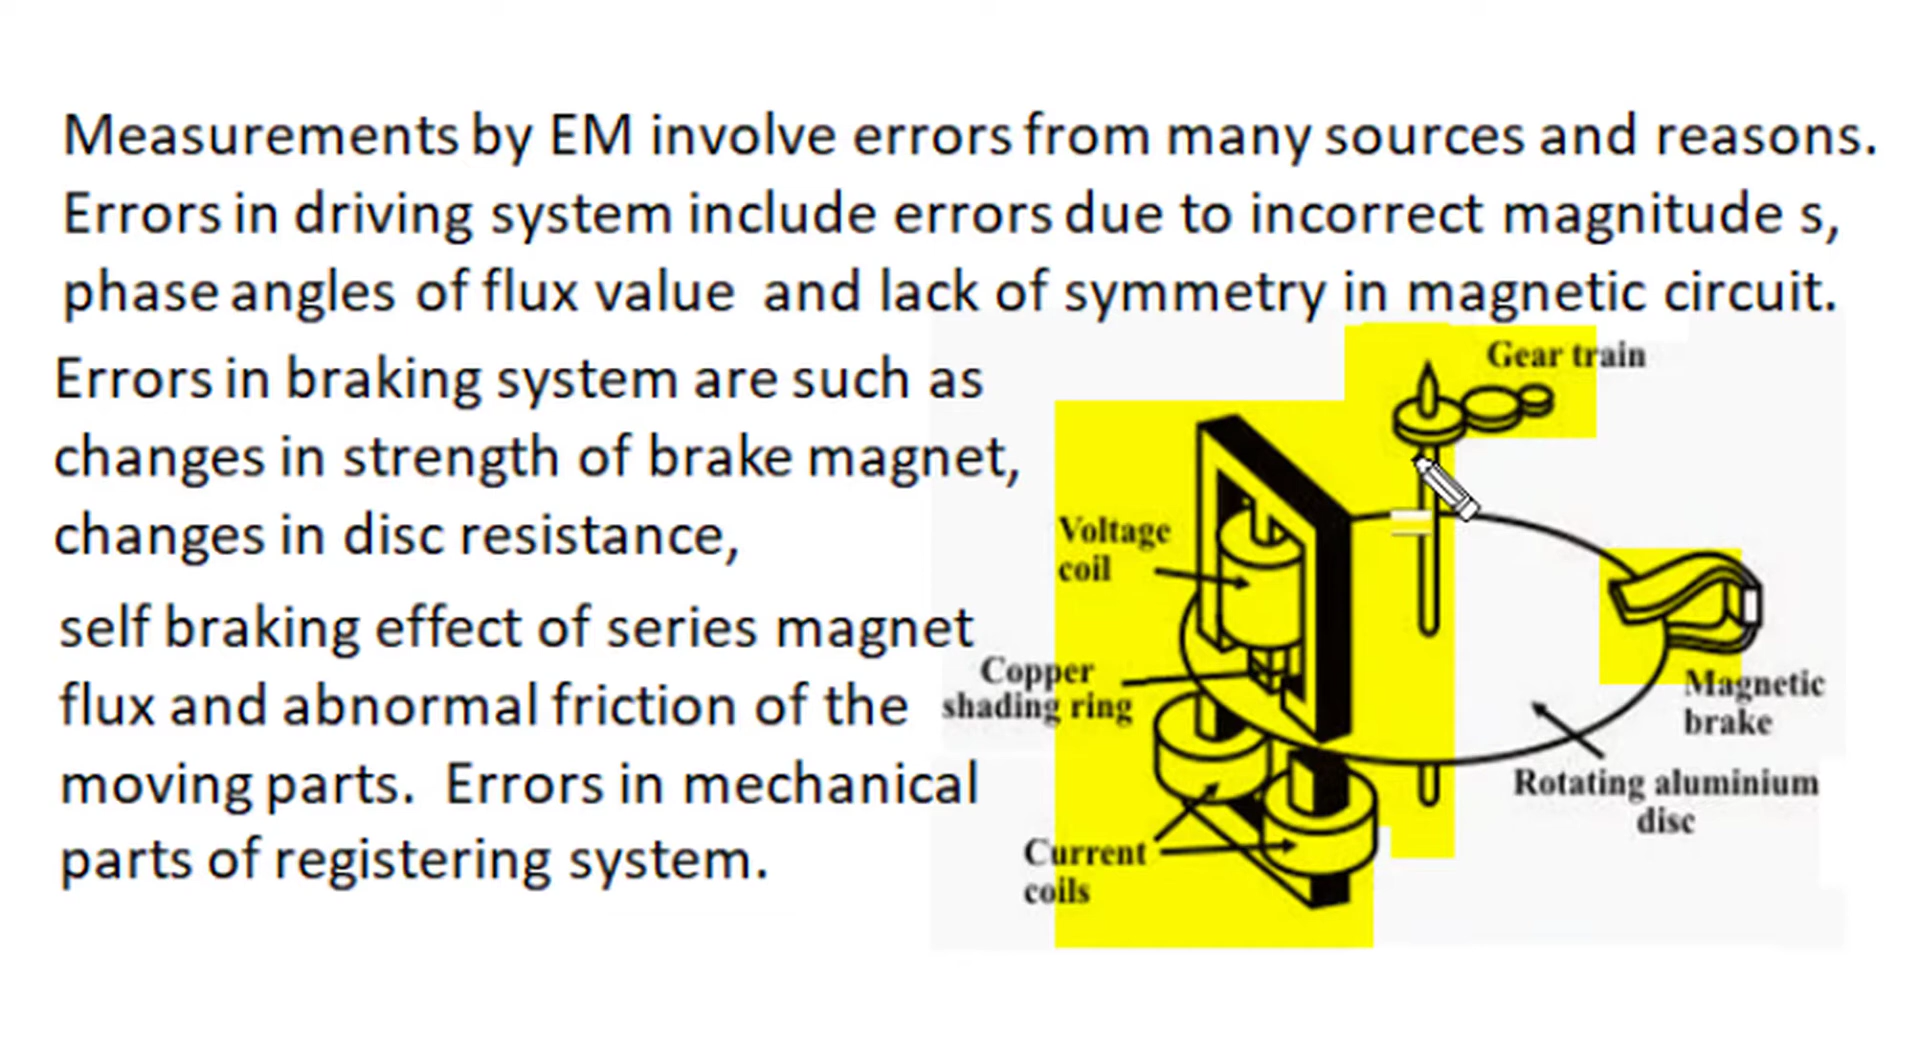 Measurements by EM involve errors from many sources and reasons.
Errors in driving system include errors due to incorrect magnitude s,
phase angles of flux value and lack of symmetry in magnetic circuit.
Errors in braking system are such as
changes in strength of brake magnet,
changes in disc resistance,
self braking effect of series magnet
flux and abnormal friction of the
moving parts. Errors in mechanical
parts of registering system.
Gear train
Voltage
coil
Copper
shading ring
Magnetic
brake
Rotating aluminium
disc
Current
coils